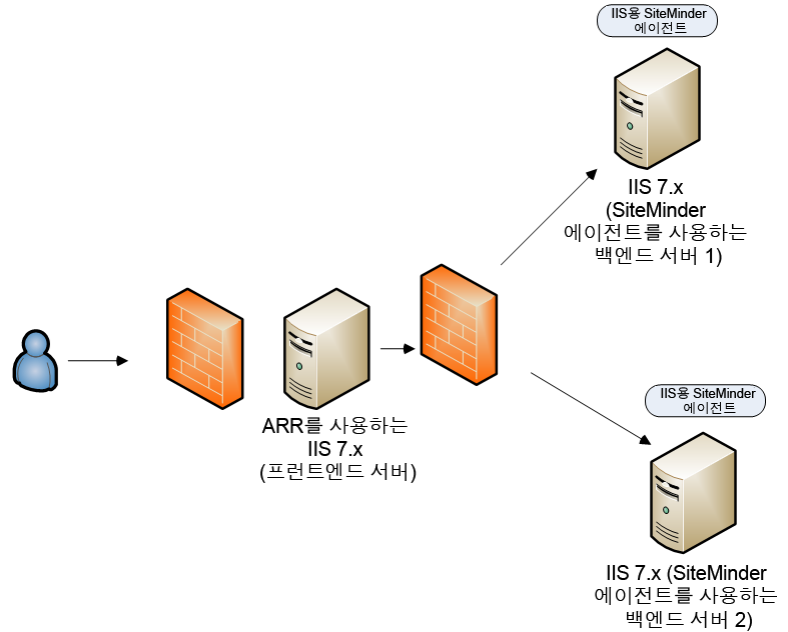 IIS용 SiteMinder
에이전트
IIS 7.x
(SiteMinder
에이전트를 사용하는
백엔드 서버 1)
ARR를 사용하는
IIS 7.x
(프런트엔드 서버)
IIS용 SiteMinder
에이전트
IIS 7.x (SiteMinder
에이전트를 사용하는
백엔드 서버 2)